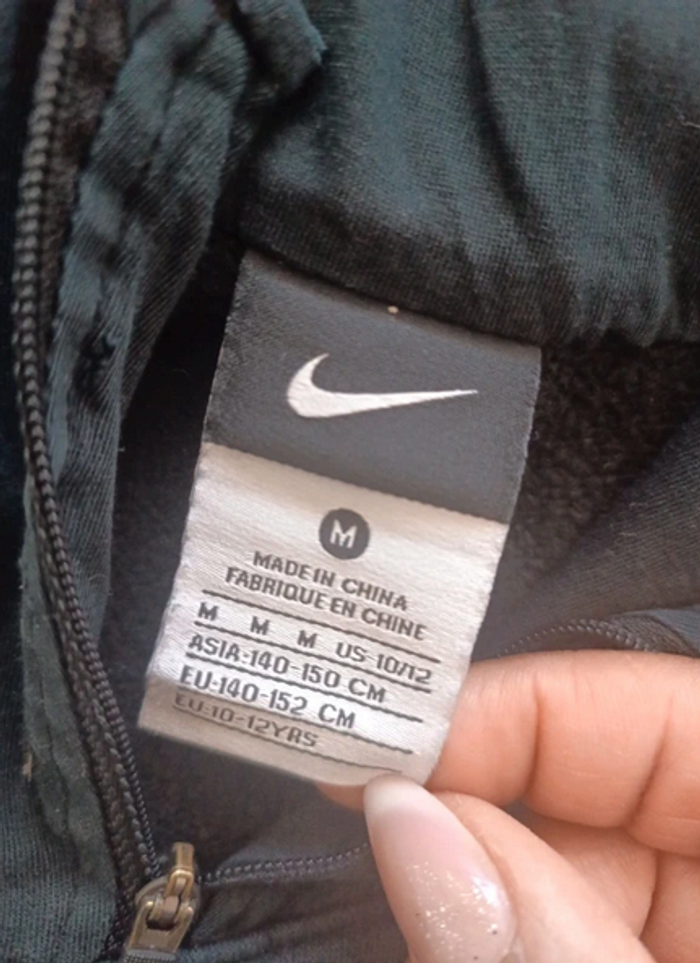 M
MADE IN CHINA
FABRIQUE EN CHINE
M M M US-10/12
ASIA-140-150 CM
EU-140-152 CM
EU-10-12YRS